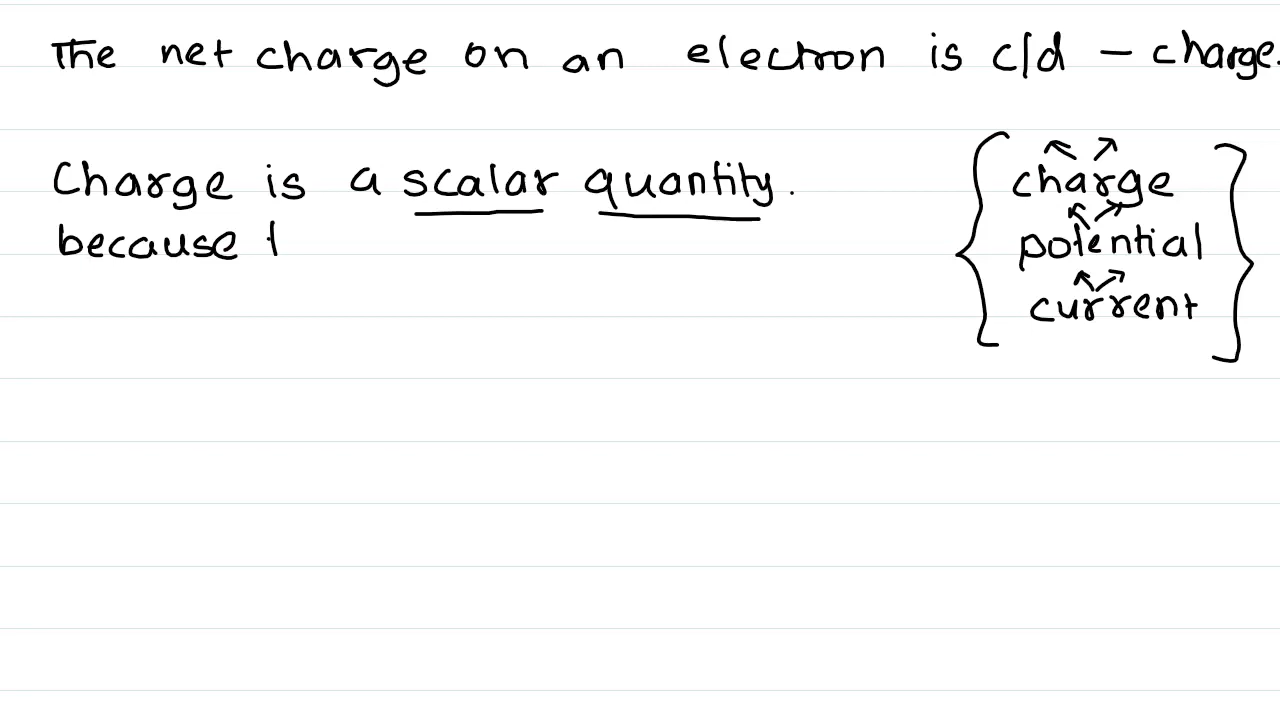 The net charge on an electron is c/d - charge.
Charge is a scalar quantity.
because
charge
potential
current